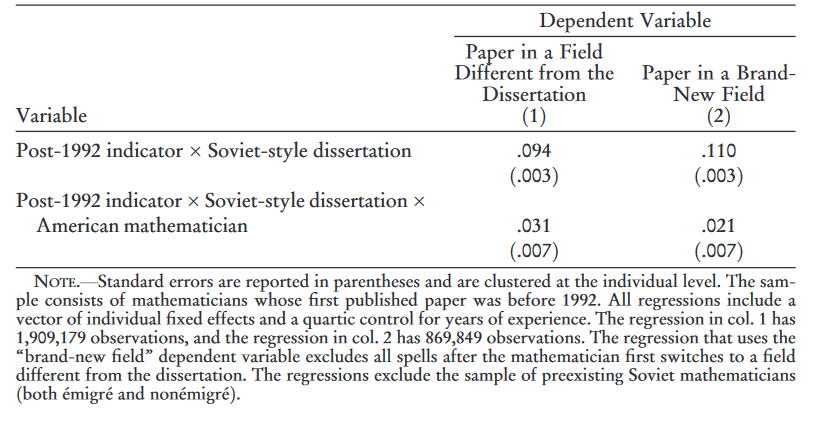 Dependent Variable
Paper in a Field
Different from the Paper in a Brand-
Dissertation New Field
Variable (1) (2)
Post-1992 indicator × Soviet-style dissertation .094 .110
(.003) (.003)
Post-1992 indicator × Soviet-style dissertation ×
American mathematician .031 .021
(.007) (.007)
NOTE.—Standard errors are reported in parentheses and are clustered at the individual level. The sam-
ple consists of mathematicians whose first published paper was before 1992. All regressions include a
vector of individual fixed effects and a quartic control for years of experience. The regression in col. 1 has
1,909,179 observations, and the regression in col. 2 has 869,849 observations. The regression that uses the
“brand-new field” dependent variable excludes all spells after the mathematician first switches to a field
different from the dissertation. The regressions exclude the sample of preexisting Soviet mathematicians
(both émigré and nonémigré).